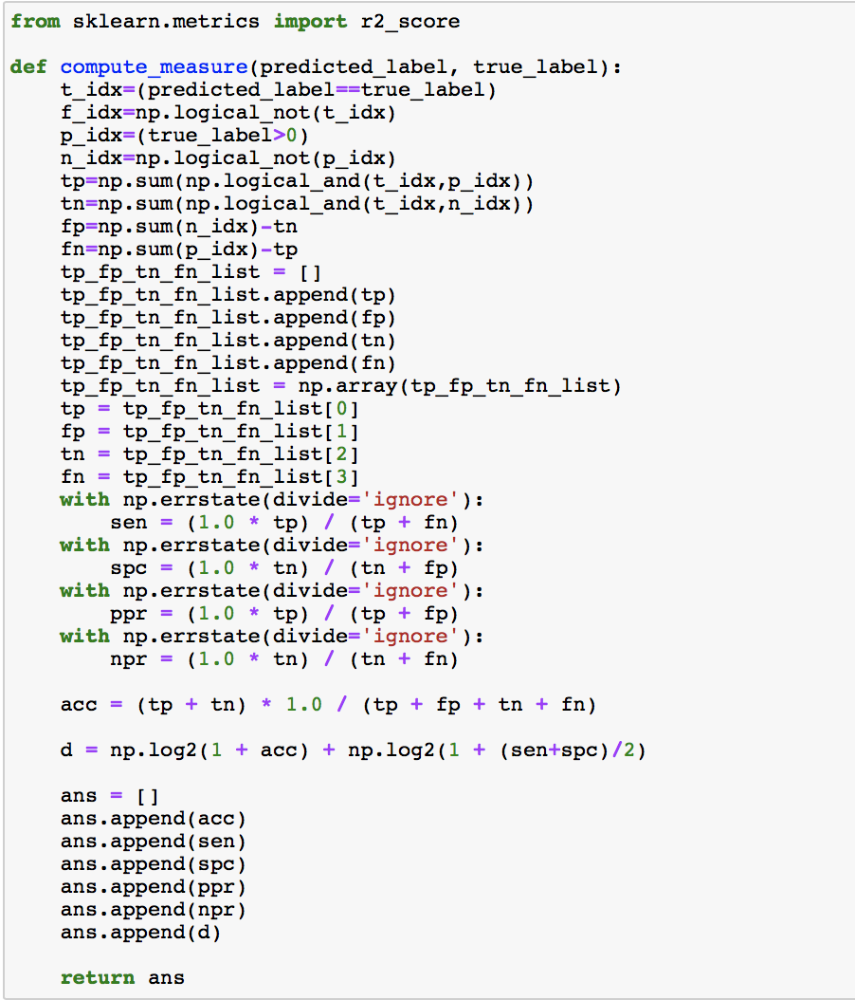 from sklearn.metrics import r2_score

def compute_measure(predicted_label, true_label):
    t_idx=(predicted_label==true_label)
    f_idx=np.logical_not(t_idx)
    p_idx=(true_label>0)
    n_idx=np.logical_not(p_idx)
    tp=np.sum(np.logical_and(t_idx,p_idx))
    tn=np.sum(np.logical_and(t_idx,n_idx))
    fp=np.sum(n_idx)-tn
    fn=np.sum(p_idx)-tp
    tp_fp_tn_fn_list = []
    tp_fp_tn_fn_list.append(tp)
    tp_fp_tn_fn_list.append(fp)
    tp_fp_tn_fn_list.append(tn)
    tp_fp_tn_fn_list.append(fn)
    tp_fp_tn_fn_list = np.array(tp_fp_tn_fn_list)
    tp = tp_fp_tn_fn_list[0]
    fp = tp_fp_tn_fn_list[1]
    tn = tp_fp_tn_fn_list[2]
    fn = tp_fp_tn_fn_list[3]
    with np.errstate(divide='ignore'):
        sen = (1.0 * tp) / (tp + fn)
    with np.errstate(divide='ignore'):
        spc = (1.0 * tn) / (tn + fp)
    with np.errstate(divide='ignore'):
        ppr = (1.0 * tp) / (tp + fp)
    with np.errstate(divide='ignore'):
        npr = (1.0 * tn) / (tn + fn)

    acc = (tp + tn) * 1.0 / (tp + fp + tn + fn)

    d = np.log2(1 + acc) + np.log2(1 + (sen+spc)/2)

    ans = []
    ans.append(acc)
    ans.append(sen)
    ans.append(spc)
    ans.append(ppr)
    ans.append(npr)
    ans.append(d)

    return ans